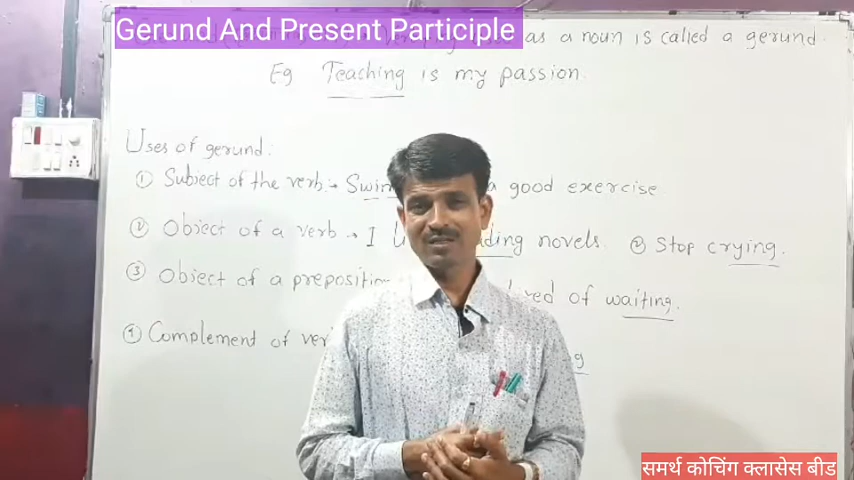 Gerund And Present Participle
as a noun is called a gerund.
Eg Teaching is my passion.
Uses of gerund.
① Subject of the verb. → Swim a good exercise
② Object of a verb → I ding novels. ② Stop crying.
③ Object of a preposition red of waiting.
④ Complement of ver
समर्थ कोचिंग क्लासेस बीड